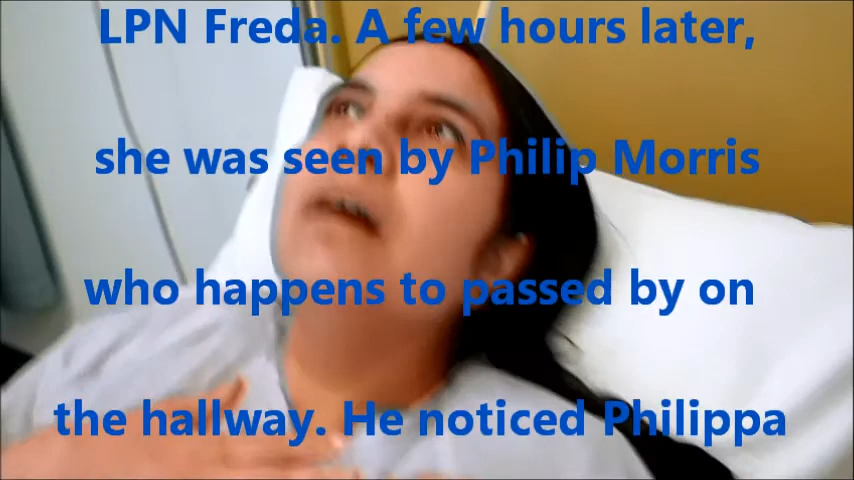 LPN Freda. A few hours later,
she was seen by Philip Morris
who happens to passed by on
the hallway. He noticed Philippa